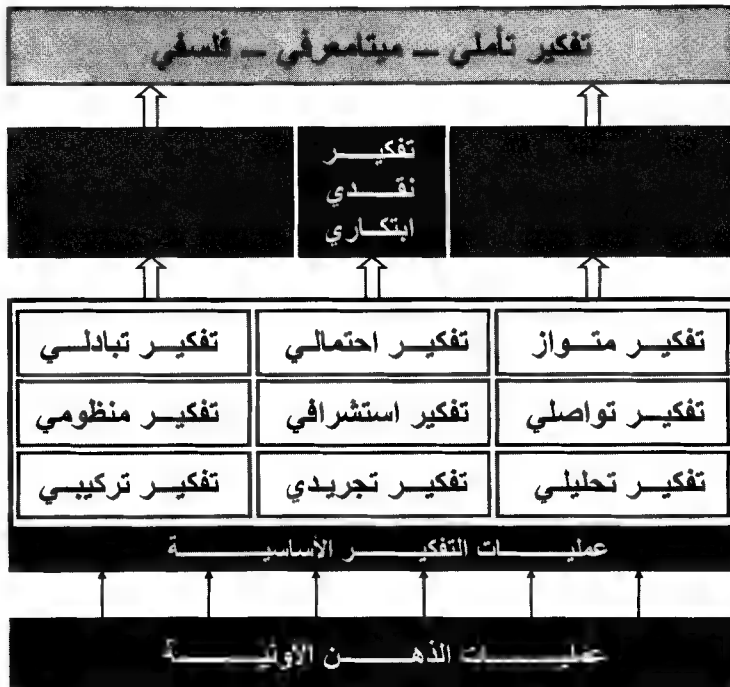 تفكير تأملي – ميتامعرفي – فلسفي
تفكير
نقدي
ابتكاري
تفكير متواز
تفكير احتمالي
تفكير تبادلي
تفكير تواصلي
تفكير استشرافي
تفكير منظومي
تفكير تحليلي
تفكير تجريدي
تفكير تركيبي
عمليات التفكير الأساسية
عمليات الذهن الأولية